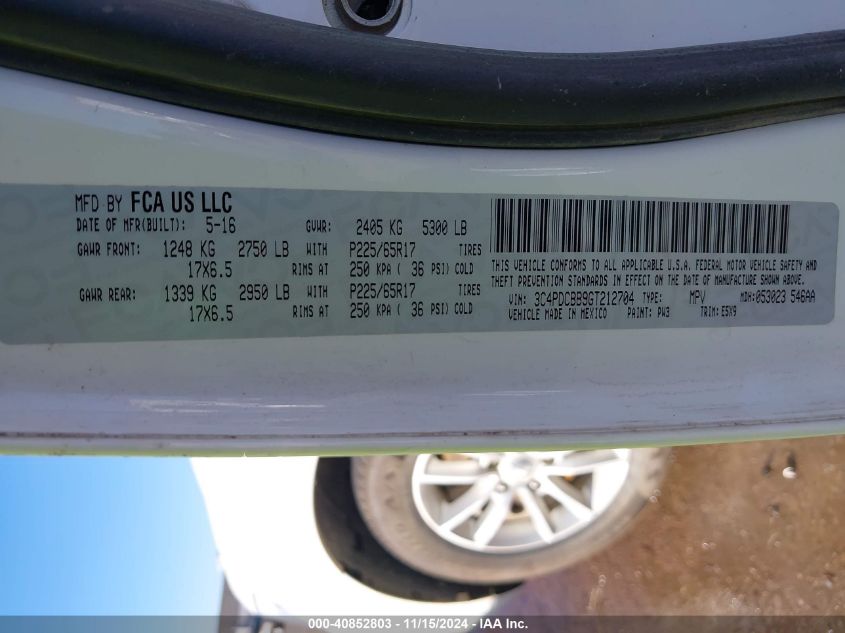 MFD BY FCA US LLC
DATE OF MFR(BUILT): 5-16 GVWR: 2405 KG 5300 LB
GAWR FRONT: 1248 KG 2750 LB WITH P225/65R17 TIRES
17X6.5 RIMS AT 250 KPA ( 36 PSI) COLD
GAWR REAR: 1339 KG 2950 LB WITH P225/65R17 TIRES
17X6.5 RIMS AT 250 KPA ( 36 PSI) COLD
THIS VEHICLE CONFORMS TO ALL APPLICABLE U.S.A. FEDERAL MOTOR VEHICLE SAFETY AND
THEFT PREVENTION STANDARDS IN EFFECT ON THE DATE OF MANUFACTURE SHOWN ABOVE.
VIN: 3C4PDCBB9GT212704 TYPE: MPV MDH:053023 546AA
VEHICLE MADE IN MEXICO PAINT: PW3 TRIM: E5X9
000-40852803 - 11/15/2024 - IAA Inc.